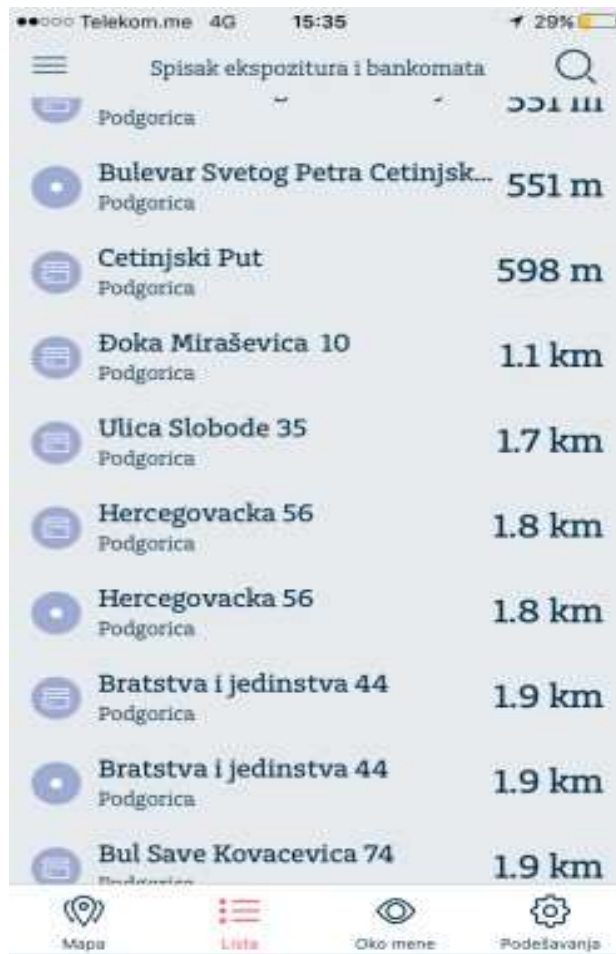 Telekom.me 4G 15:35 29%
Spisak ekspozitura i bankomata
551 m
Podgorica
Bulevar Svetog Petra Cetinjsk... 551 m
Podgorica
Cetinjski Put 598 m
Podgorica
Đoka Miraševica 10 1.1 km
Podgorica
Ulica Slobode 35 1.7 km
Podgorica
Hercegovacka 56 1.8 km
Podgorica
Hercegovacka 56 1.8 km
Podgorica
Bratstva i jedinstva 44 1.9 km
Podgorica
Bratstva i jedinstva 44 1.9 km
Podgorica
Bul Save Kovacevica 74 1.9 km
Podgorica
Mapa Lista Oko mene Podešavanja